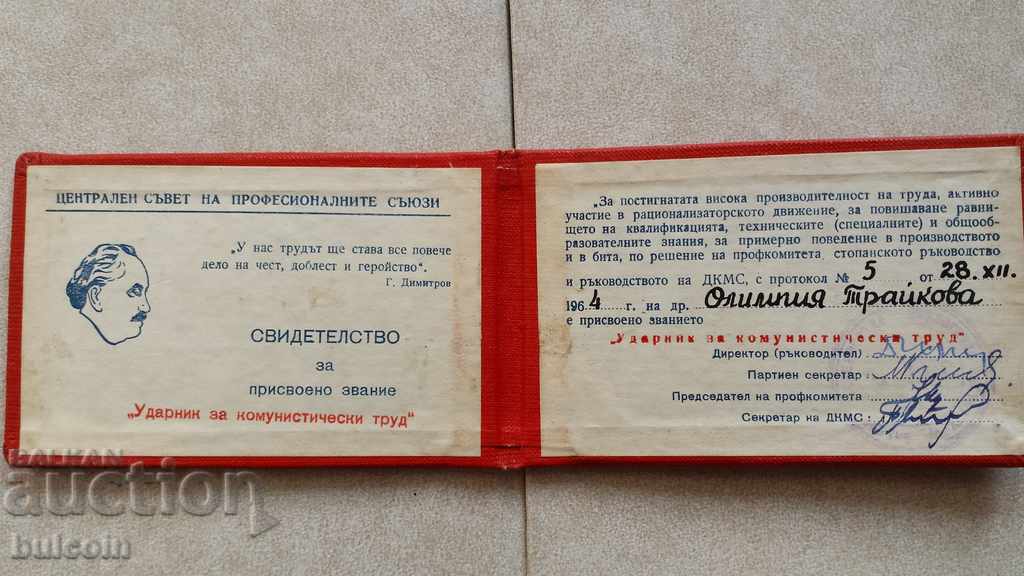 ЦЕНТРАЛЕН СЪВЕТ НА ПРОФЕСИОНАЛНИТЕ СЪЮЗИ
„У нас трудът ще става все повече
дело на чест, доблест и геройство“.
Г. Димитров
СВИДЕТЕЛСТВО
за
присвоено звание
„Ударник за комунистически труд“
„За постигнатата висока производителност на труда, активно
участие в рационализаторското движение, за повишаване равни-
щето на квалификацията, техническите (специалните) и общооб-
разователните знания, за примерно поведение в производството
и в бита, по решение на профкомитета, стопанското ръководство
и ръководството на ДКМС, с протокол № 5 от 28.XII.
1964 г. на др. Олимпия Трайкова
е присвоено званието
„Ударник за комунистически труд“
Директор (ръководител)
Партиен секретар :
Председател на профкомитета
Секретар на ДКМС :
BALKAN
auction
bulcoin